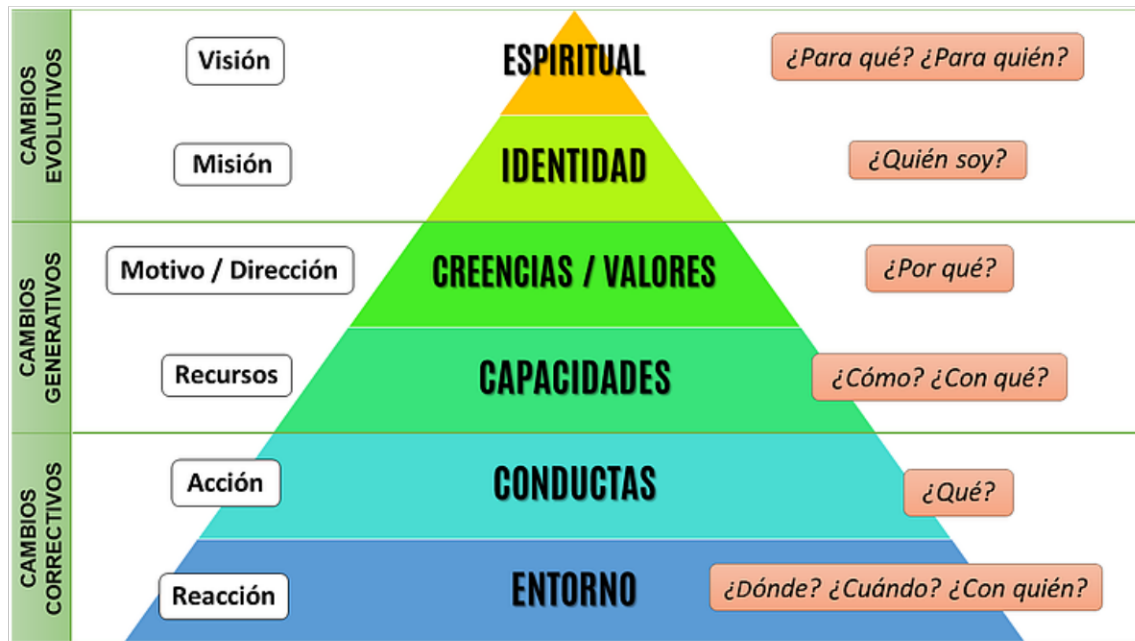 CAMBIOS
EVOLUTIVOS
Visión
ESPIRITUAL
¿Para qué? ¿Para quién?
Misión
IDENTIDAD
¿Quién soy?
CAMBIOS
GENERATIVOS
Motivo / Dirección
CREENCIAS / VALORES
¿Por qué?
Recursos
CAPACIDADES
¿Cómo? ¿Con qué?
CAMBIOS
CORRECTIVOS
Acción
CONDUCTAS
¿Qué?
Reacción
ENTORNO
¿Dónde? ¿Cuándo? ¿Con quién?